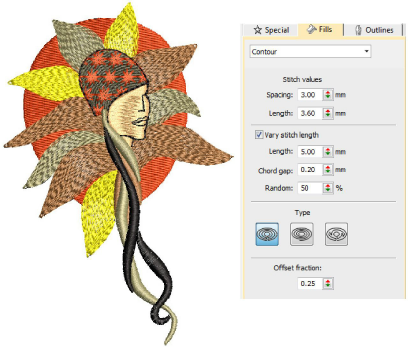 Special Fills Outlines
Contour
Stitch values
Spacing: 3.00 mm
Length: 3.60 mm
Vary stitch length
Length: 5.00 mm
Chord gap: 0.20 mm
Random: 50 %
Type
Offset fraction:
0.25